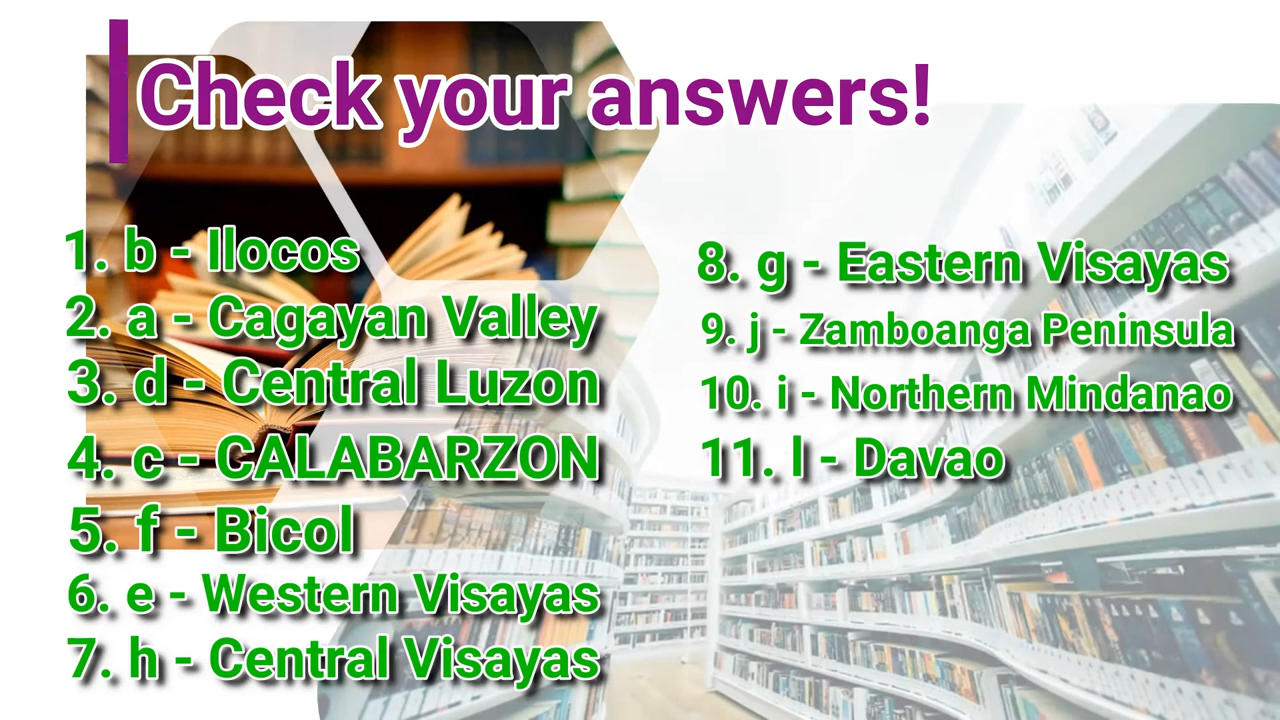 Check your answers!
1. b - Ilocos
2. a - Cagayan Valley
3. d - Central Luzon
4. c - CALABARZON
5. f - Bicol
6. e - Western Visayas
7. h - Central Visayas
8. g - Eastern Visayas
9. j - Zamboanga Peninsula
10. i - Northern Mindanao
11. l - Davao